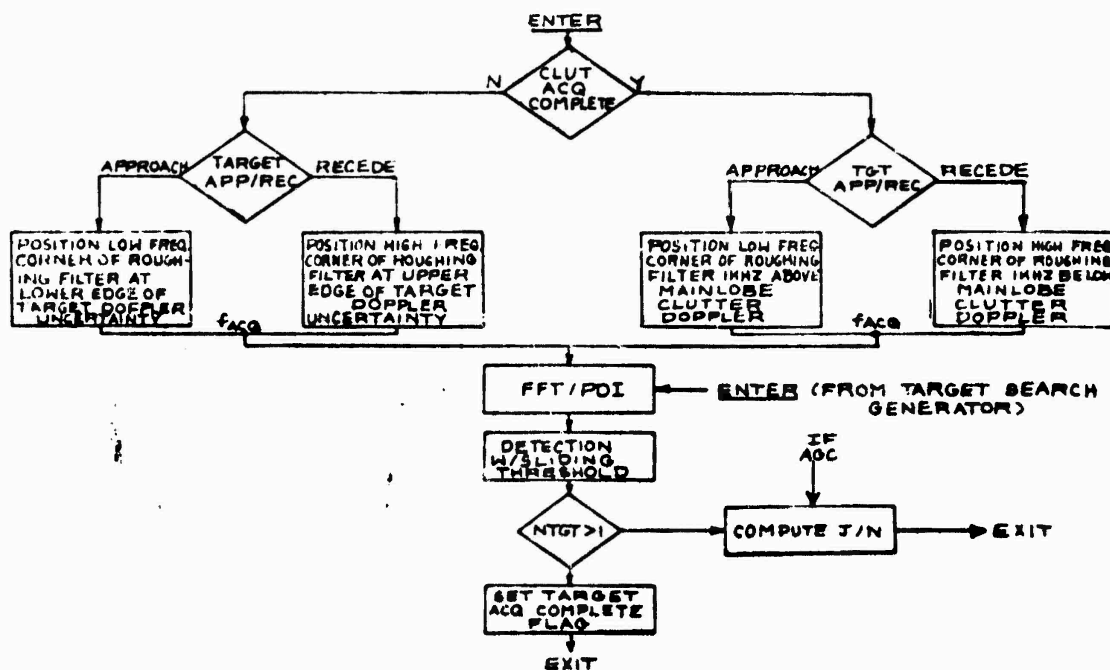 ENTER
CLUT
ACQ
COMPLETE
N
Y
TARGET
APP/REC
APPROACH
RECEDE
TGT
APP/REC
APPROACH
RECEDE
POSITION LOW FREQ.
CORNER OF ROUGH-
ING FILTER AT
LOWER EDGE OF
TARGET DOPPLER
UNCERTAINTY
POSITION HIGH FREQ.
CORNER OF ROUGHING
FILTER AT UPPER
EDGE OF TARGET
DOPPLER
UNCERTAINTY
POSITION LOW FREQ
CORNER OF ROUGING
FILTER 1KHZ ABOVE
MAINLOBE
CLUTTER
DOPPLER
POSITION HIGH FREQ
CORNER OF ROUGING
FILTER 1KHZ BELOW
MAINLOBE
CLUTTER
DOPPLER
fACQ
fACQ
FFT/PDI
ENTER (FROM TARGET SEARCH
GENERATOR)
DETECTION
W/SLIDING
THRESHOLD
IF
AGC
NTGT>1
COMPUTE J/N
EXIT
SET TARGET
ACQ COMPLETE
FLAG
EXIT